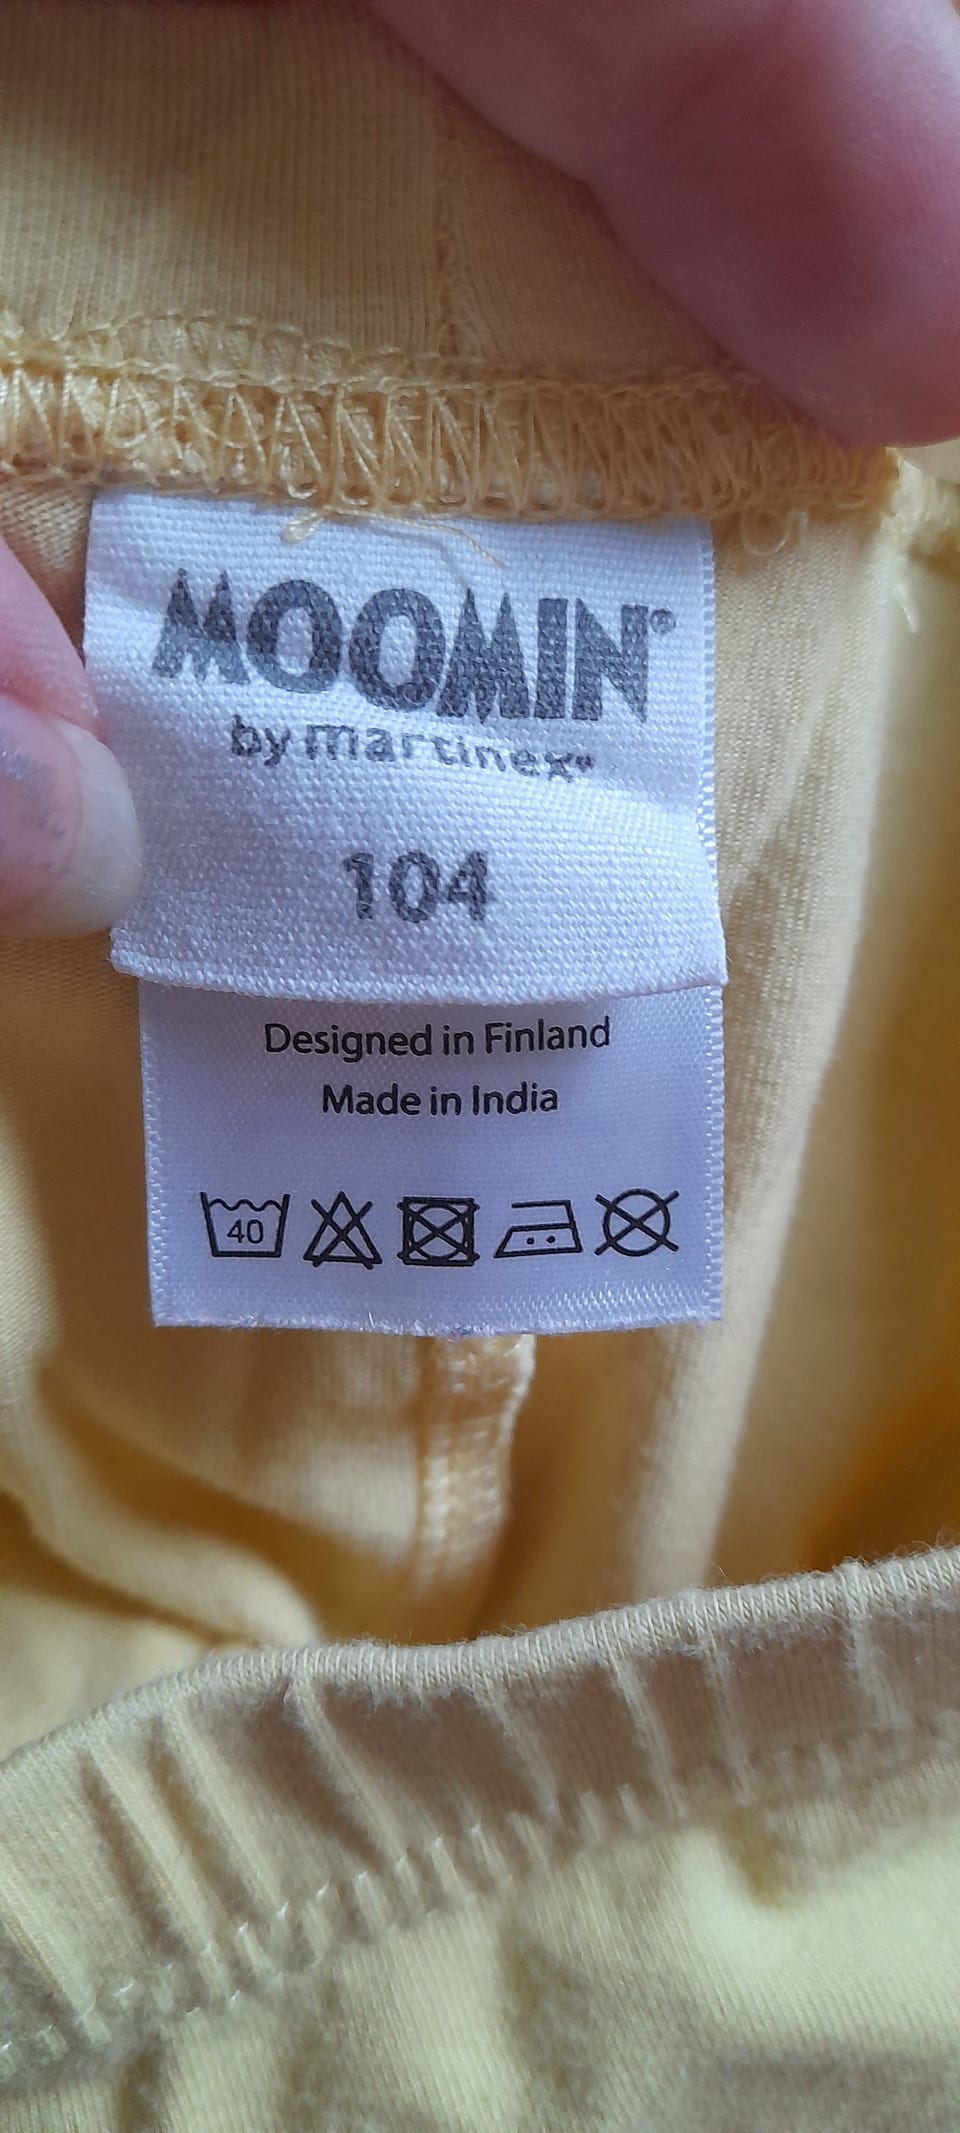 MOOMIN®
by martinex®
104
Designed in Finland
Made in India
40